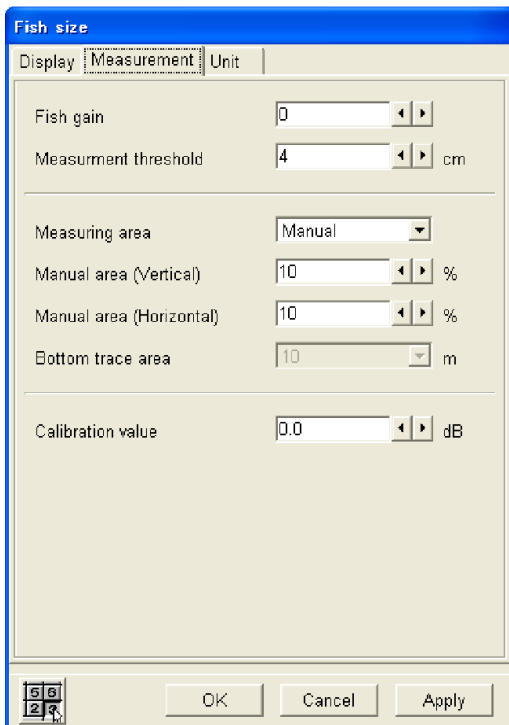 Fish size
Display Measurement Unit
Fish gain 0
Measurment threshold 4 cm
Measuring area Manual
Manual area (Vertical) 10 %
Manual area (Horizontal) 10 %
Bottom trace area 10 m
Calibration value 0.0 dB
5 6
2 3
OK Cancel Apply